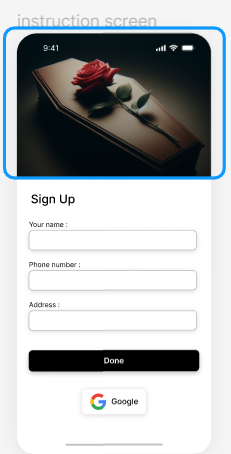 instruction screen
9:41
Sign Up
Your name :
Phone number :
Address :
Done
Google